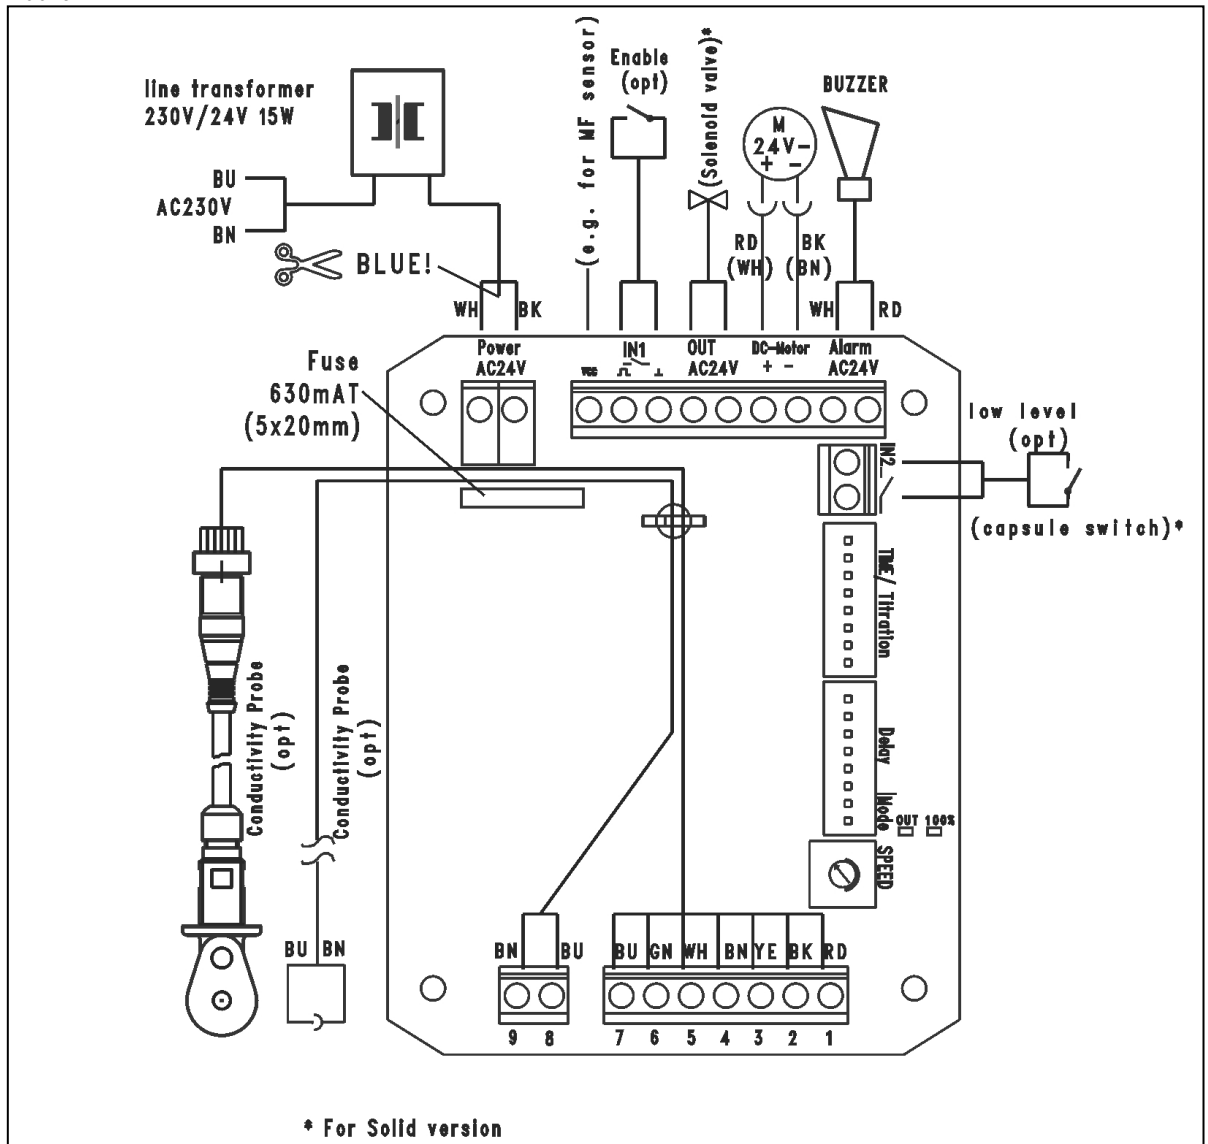 line transformer
230V/24V 15W
BU
AC230V
BN
BLUE!
(e.g. for MF sensor)
Enable
(opt)
(Solenoid valve)*
M
24V-
+ -
BUZZER
RD
(WH)
BK
(BN)
WH
BK
WH
RD
Power
AC24V
VCC
IN1
OUT
AC24V
DC-Motor
+ -
Alarm
AC24V
Fuse
630mAT
(5x20mm)
IN2
low level
(opt)
(capsule switch)*
TIME/ Titration
Delay
Mode
OUT 100%
SPEED
Conductivity Probe
(opt)
Conductivity Probe
(opt)
BU BN
BN BU
BU GN WH BN YE BK RD
9 8 7 6 5 4 3 2 1
* For Solid version